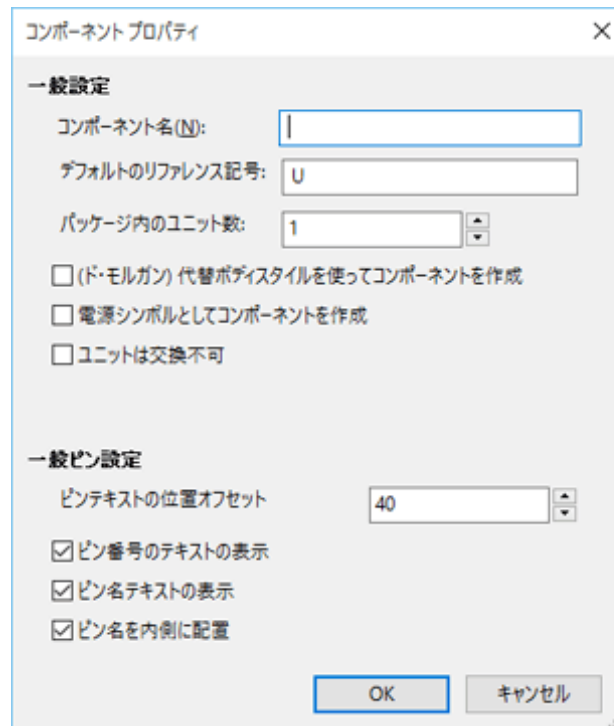 コンポーネント プロパティ
一般設定
コンポーネント名(N):
デフォルトのリファレンス記号: U
パッケージ内のユニット数: 1
(ド・モルガン) 代替ボディスタイルを使ってコンポーネントを作成
電源シンボルとしてコンポーネントを作成
ユニットは交換不可
一般ピン設定
ピンテキストの位置オフセット 40
ピン番号のテキストの表示
ピン名テキストの表示
ピン名を内側に配置
OK キャンセル